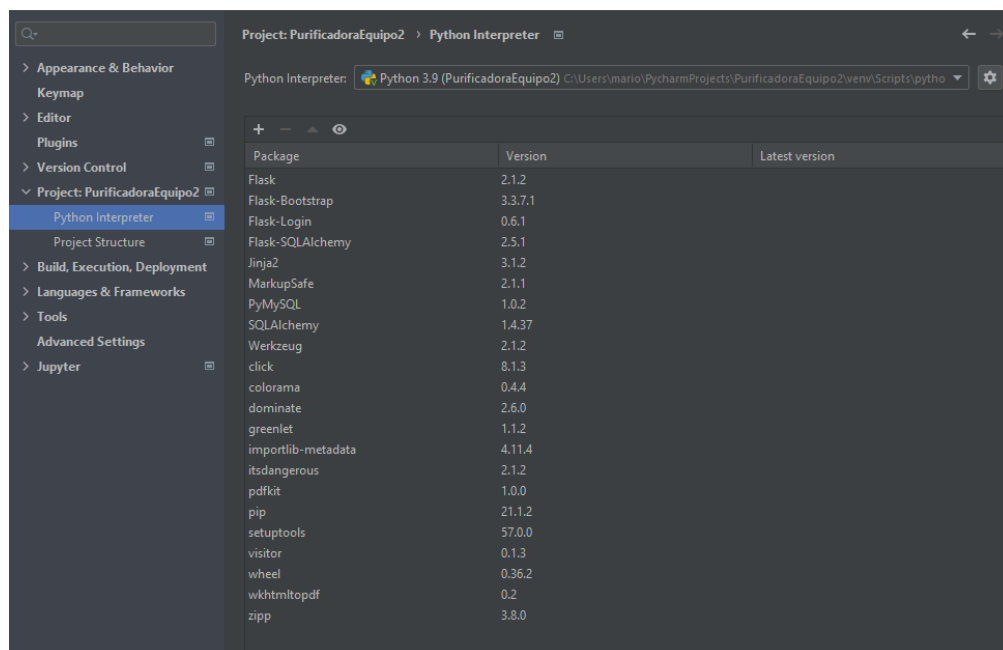 Project: PurificadoraEquipo2 > Python Interpreter
Appearance & Behavior
Keymap
Editor
Plugins
Version Control
Project: PurificadoraEquipo2
Python Interpreter
Project Structure
Build, Execution, Deployment
Languages & Frameworks
Tools
Advanced Settings
Jupyter
Python Interpreter: Python 3.9 (PurificadoraEquipo2) C:\Users\mario\PycharmProjects\PurificadoraEquipo2\venv\Scripts\pytho
Package Version Latest version
Flask 2.1.2
Flask-Bootstrap 3.3.7.1
Flask-Login 0.6.1
Flask-SQLAlchemy 2.5.1
Jinja2 3.1.2
MarkupSafe 2.1.1
PyMySQL 1.0.2
SQLAlchemy 1.4.37
Werkzeug 2.1.2
click 8.1.3
colorama 0.4.4
dominate 2.6.0
greenlet 1.1.2
importlib-metadata 4.11.4
itsdangerous 2.1.2
pdfkit 1.0.0
pip 21.1.2
setuptools 57.0.0
visitor 0.1.3
wheel 0.36.2
wkhtmltopdf 0.2
zipp 3.8.0